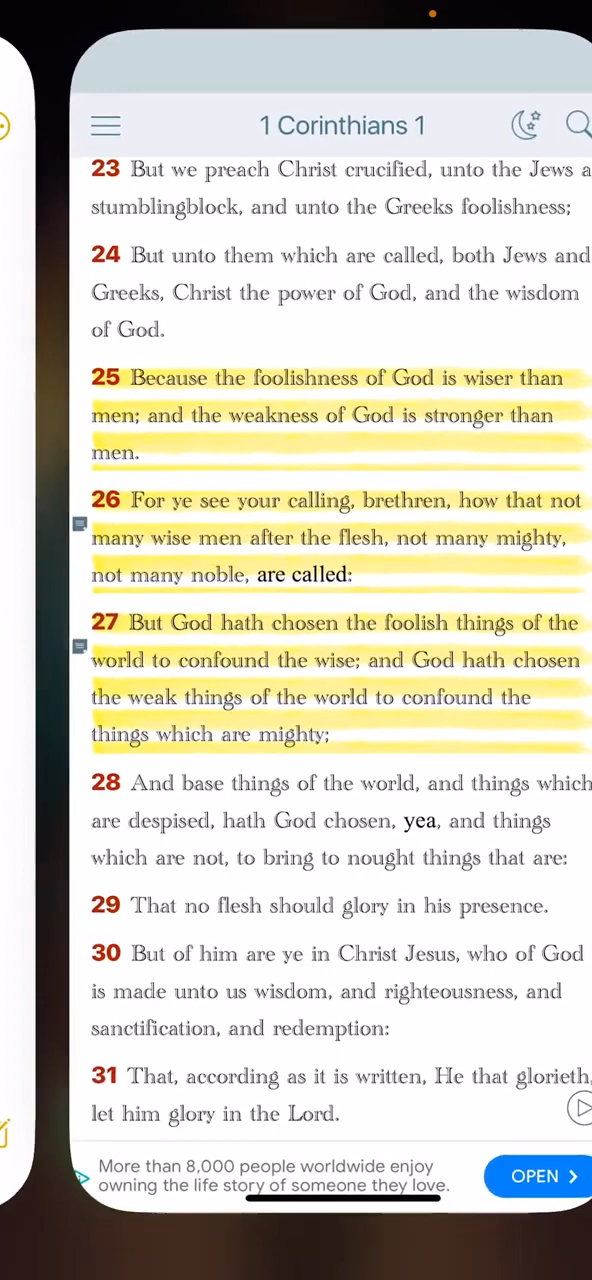 1 Corinthians 1
23 But we preach Christ crucified, unto the Jews a
stumblingblock, and unto the Greeks foolishness;
24 But unto them which are called, both Jews and
Greeks, Christ the power of God, and the wisdom
of God.
25 Because the foolishness of God is wiser than
men; and the weakness of God is stronger than
men.
26 For ye see your calling, brethren, how that not
many wise men after the flesh, not many mighty,
not many noble, are called:
27 But God hath chosen the foolish things of the
world to confound the wise; and God hath chosen
the weak things of the world to confound the
things which are mighty;
28 And base things of the world, and things which
are despised, hath God chosen, yea, and things
which are not, to bring to nought things that are:
29 That no flesh should glory in his presence.
30 But of him are ye in Christ Jesus, who of God
is made unto us wisdom, and righteousness, and
sanctification, and redemption:
31 That, according as it is written, He that glorieth,
let him glory in the Lord.
More than 8,000 people worldwide enjoy
owning the life story of someone they love.
OPEN